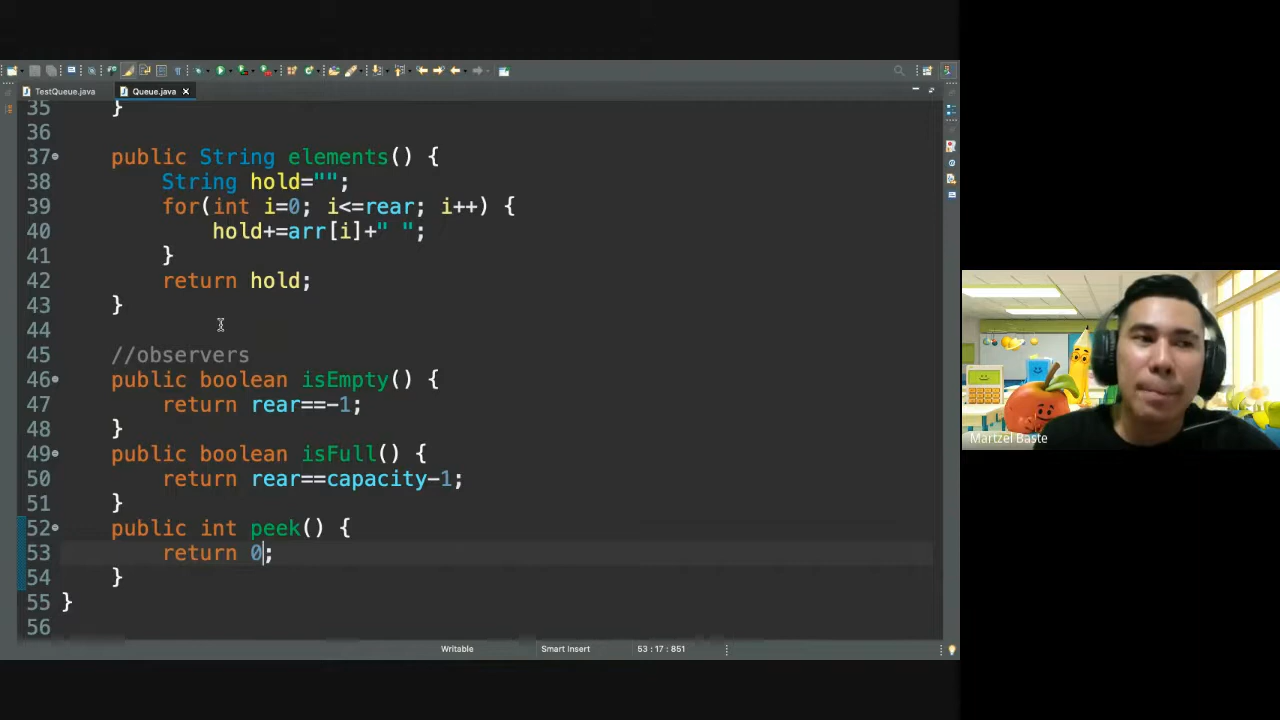 TestQueue.java
Queue.java
35 }
36
37 public String elements() {
38 String hold="";
39 for(int i=0; i<=rear; i++) {
40 hold+=arr[i]+" ";
41 }
42 return hold;
43 }
44
45 //observers
46 public boolean isEmpty() {
47 return rear==-1;
48 }
49 public boolean isFull() {
50 return rear==capacity-1;
51 }
52 public int peek() {
53 return 0;
54 }
55 }
56
Writable Smart Insert 53 : 17 : 851
Martzel Baste